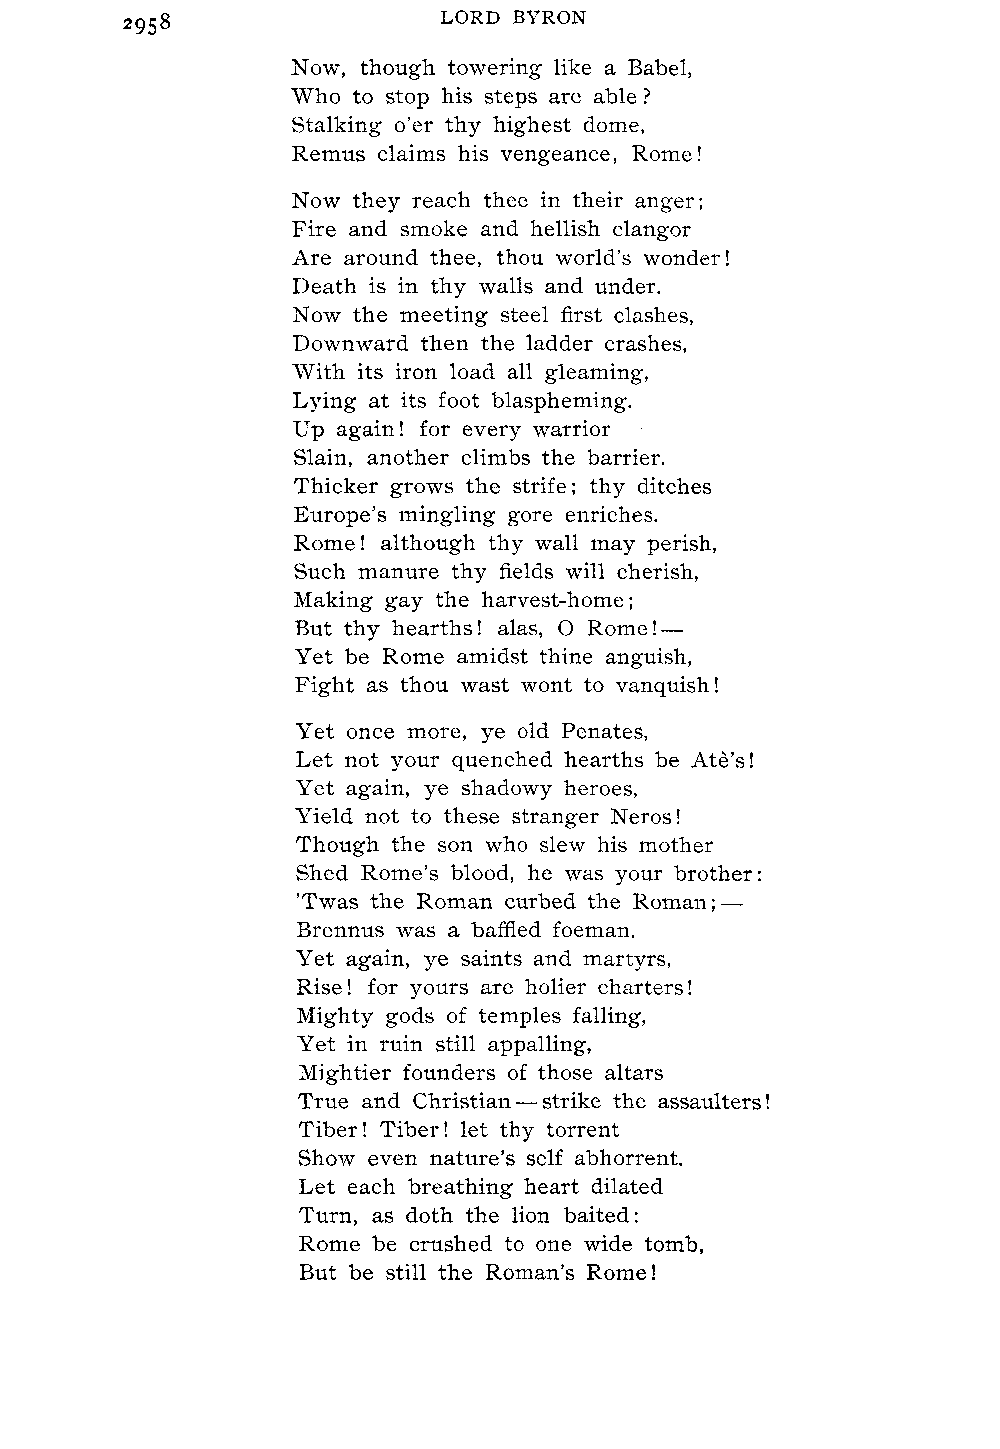 2958 LORD BYRON
Now, though towering like a Babel,
Who to stop his steps are able?
Stalking o'er thy highest dome,
Remus claims his vengeance, Rome!
Now they reach thee in their anger;
Fire and smoke and hellish clangor
Are around thee, thou world's wonder!
Death is in thy walls and under.
Now the meeting steel first clashes,
Downward then the ladder crashes,
With its iron load all gleaming,
Lying at its foot blaspheming.
Up again! for every warrior
Slain, another climbs the barrier.
Thicker grows the strife; thy ditches
Europe's mingling gore enriches.
Rome! although thy wall may perish,
Such manure thy fields will cherish,
Making gay the harvest-home;
But thy hearths! alas, O Rome!—
Yet be Rome amidst thine anguish,
Fight as thou wast wont to vanquish!
Yet once more, ye old Penates,
Let not your quenched hearths be Atè's!
Yet again, ye shadowy heroes,
Yield not to these stranger Neros!
Though the son who slew his mother
Shed Rome's blood, he was your brother:
'Twas the Roman curbed the Roman;—
Brennus was a baffled foeman.
Yet again, ye saints and martyrs,
Rise! for yours are holier charters!
Mighty gods of temples falling,
Yet in ruin still appalling,
Mightier founders of those altars
True and Christian—strike the assaulters!
Tiber! Tiber! let thy torrent
Show even nature's self abhorrent.
Let each breathing heart dilated
Turn, as doth the lion baited:
Rome be crushed to one wide tomb,
But be still the Roman's Rome!